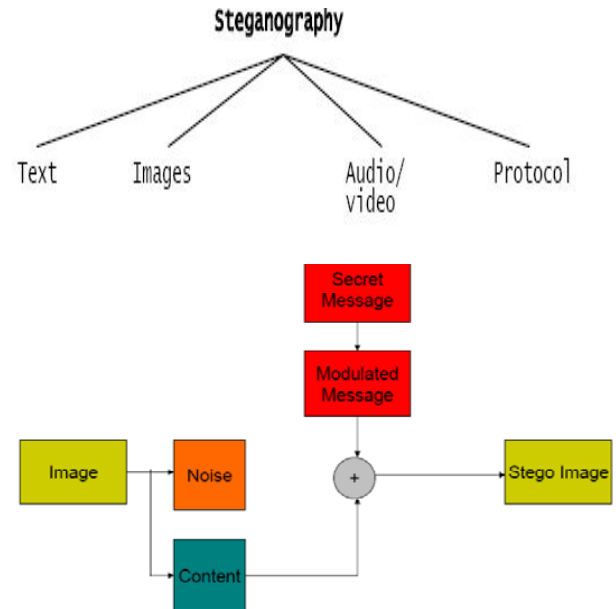 Steganography
Text
Images
Audio/
video
Protocol
Secret
Message
Modulated
Message
Image
Noise
+
Stego Image
Content